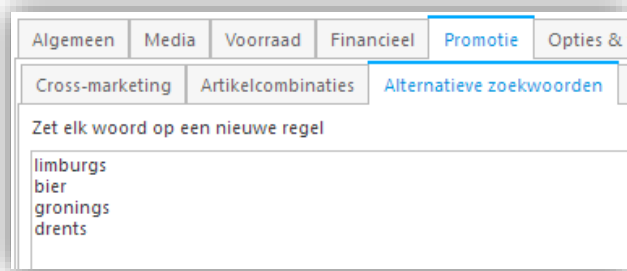 Algemeen Media Voorraad Financieel Promotie Opties &
Cross-marketing Artikelcombinaties Alternatieve zoekwoorden
Zet elk woord op een nieuwe regel
limburgs
bier
gronings
drents